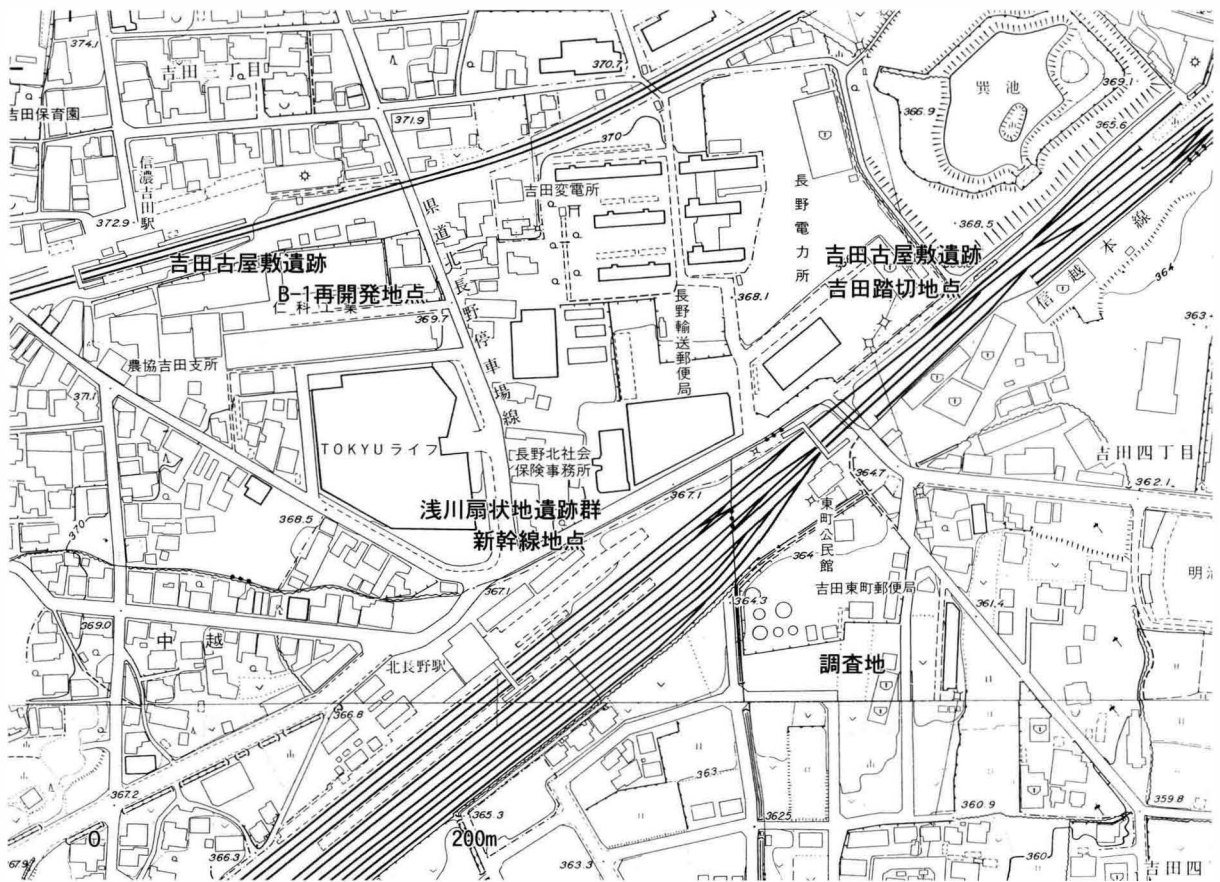 374.1
吉田二丁目
370.7
吉田保育園
371.9
370
巽池
366.9
369.1
365.6
信濃吉田駅
372.9
吉田変電所
長野電力所
368.5
県道北長野停車場線
吉田古屋敷遺跡
B-1再開発地点
仁科工業
369.7
吉田古屋敷遺跡
吉田踏切地点
368.1
信越本線
364
長野輸送郵便局
農協吉田支所
371.1
TOKYUライフ
長野北社会
保険事務所
吉田四丁目
362.1
364.7
367.1
浅川扇状地遺跡群
新幹線地点
368.5
370
東町公民館
364
364.3
吉田東町郵便局
361.4
367.1
369.0
中越
北長野駅
調査地
366.8
363
367.2
365.3
362.5
360.9
359.8
0
200m
366.3
363.3
360
吉田四